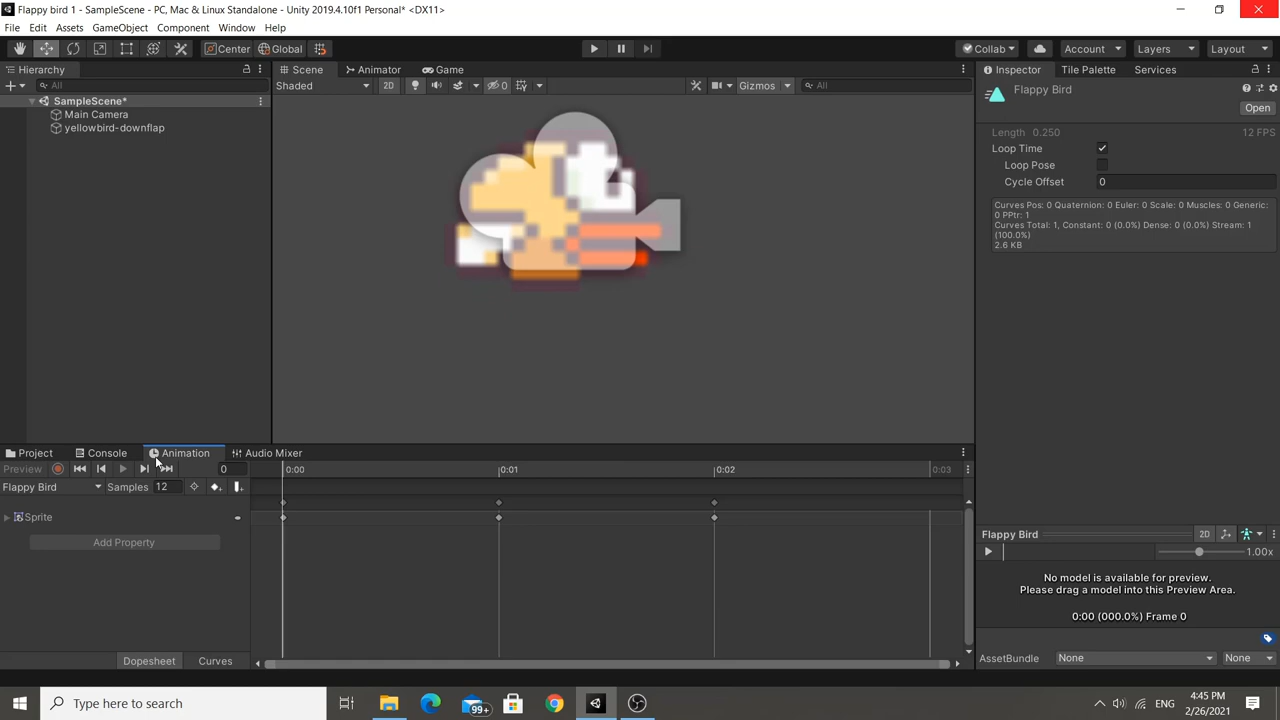 Flappy bird 1 - SampleScene - PC, Mac & Linux Standalone - Unity 2019.4.10f1 Personal* <DX11>
File Edit Assets GameObject Component Window Help
Center Global Collab Account Layers Layout
Hierarchy Scene Animator Game Inspector Tile Palette Services
All Shaded 2D 0 Gizmos All Flappy Bird
SampleScene* Open
Main Camera
yellowbird-downflap
Length 0.250 12 FPS
Loop Time
Loop Pose
Cycle Offset 0
Curves Pos: 0 Quaternion: 0 Euler: 0 Scale: 0 Muscles: 0 Generic:
0 PPtr: 1
Curves Total: 1, Constant: 0 (0.0%) Dense: 0 (0.0%) Stream: 1
(100.0%)
2.6 KB
Project Console Animation Audio Mixer
Preview 0 0:00 0:01 0:02 0:03
Flappy Bird Samples 12
Sprite
Add Property
Dopesheet Curves
Flappy Bird 2D
1.00x
No model is available for preview.
Please drag a model into this Preview Area.
0:00 (000.0%) Frame 0
AssetBundle None None
Type here to search 99+ ENG 4:45 PM
2/26/2021